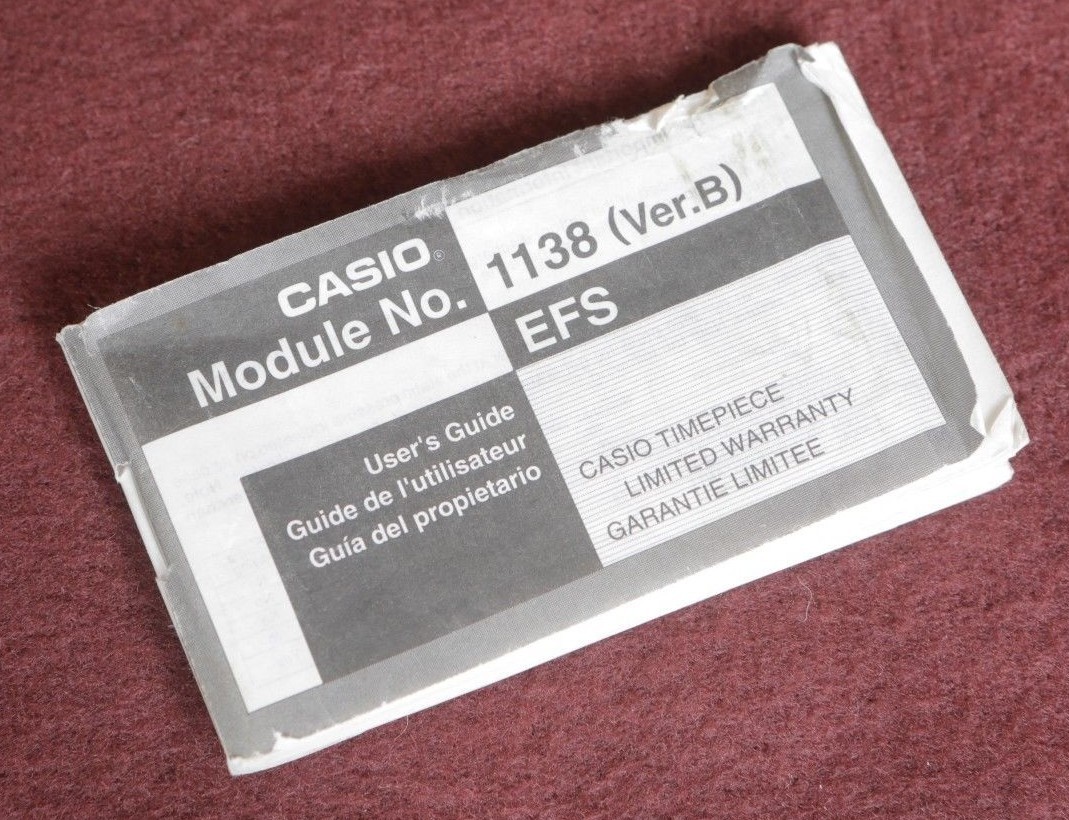 CASIO®
Module No. 1138 (Ver.B)
EFS
User's Guide
Guide de l'utilisateur
Guía del propietario
CASIO TIMEPIECE
LIMITED WARRANTY
GARANTIE LIMITEE